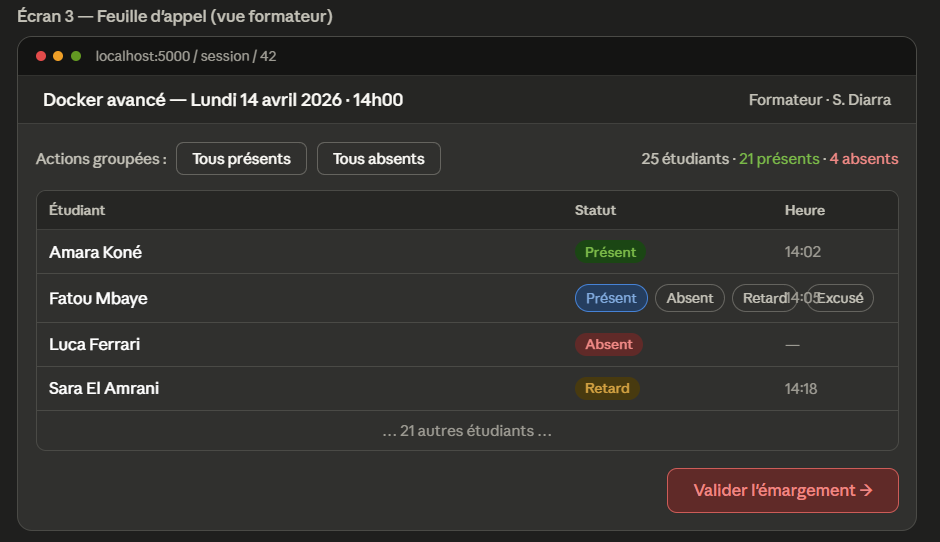 Écran 3 — Feuille d'appel (vue formateur)
localhost:5000 / session / 42
Docker avancé — Lundi 14 avril 2026 · 14h00
Formateur · S. Diarra
Actions groupées : Tous présents Tous absents
25 étudiants · 21 présents · 4 absents
Étudiant Statut Heure
Amara Koné Présent 14:02
Fatou Mbaye Présent Absent Retard 14:05 Excusé
Luca Ferrari Absent —
Sara El Amrani Retard 14:18
... 21 autres étudiants ...
Valider l'émargement →